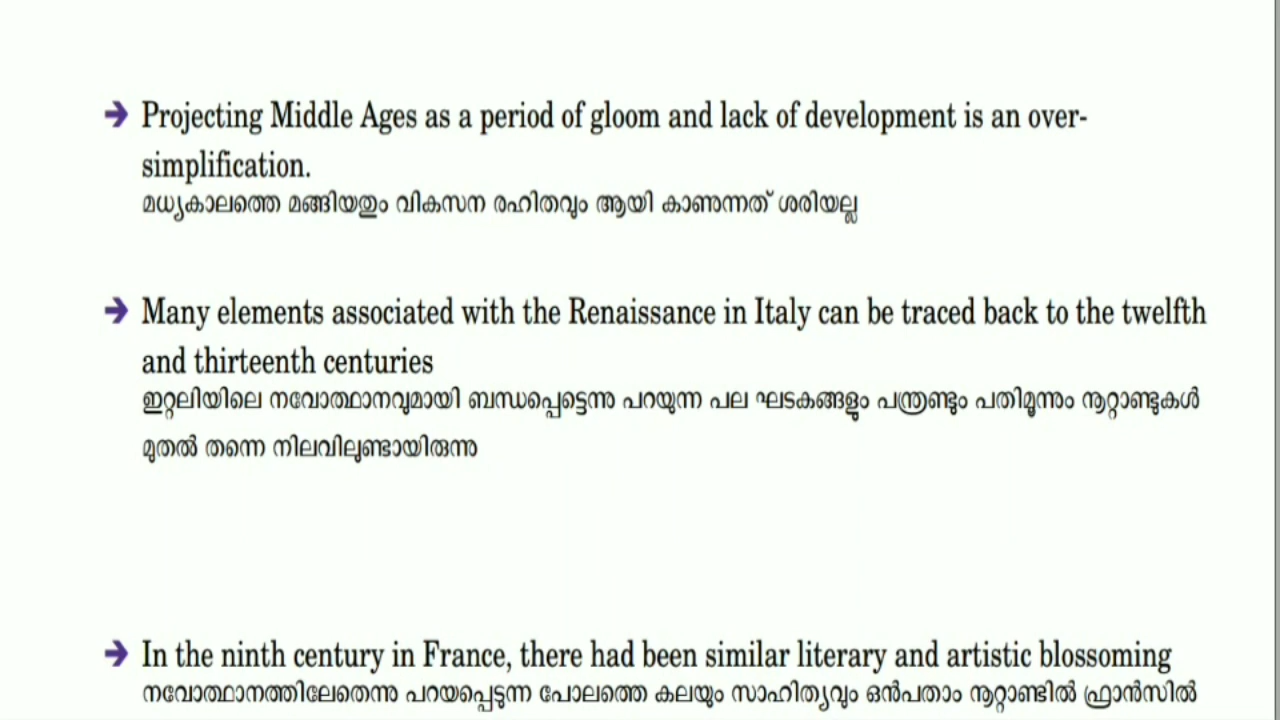 ➔ Projecting Middle Ages as a period of gloom and lack of development is an over-
simplification.
മധ്യകാലത്തെ മങ്ങിയതും വികസന രഹിതവും ആയി കാണുന്നത് ശരിയല്ല
➔ Many elements associated with the Renaissance in Italy can be traced back to the twelfth
and thirteenth centuries
ഇറ്റലിയിലെ നവോത്ഥാനവുമായി ബന്ധപ്പെട്ടെന്നു പറയുന്ന പല ഘടകങ്ങളും പന്ത്രണ്ടും പതിമൂന്നും നൂറ്റാണ്ടുകൾ
മുതൽ തന്നെ നിലവിലുണ്ടായിരുന്നു
➔ In the ninth century in France, there had been similar literary and artistic blossoming
നവോത്ഥാനത്തിലേതെന്നു പറയപ്പെടുന്ന പോലത്തെ കലയും സാഹിത്യവും ഒൻപതാം നൂറ്റാണ്ടിൽ ഫ്രാൻസിൽ